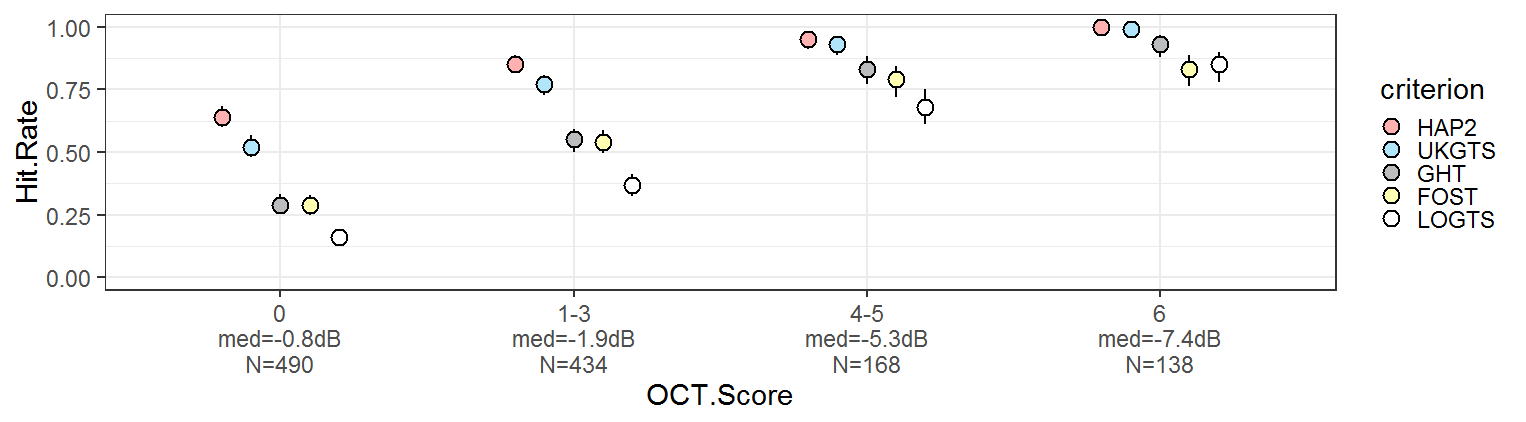 Hit.Rate
1.00
0.75
0.50
0.25
0.00
0
med=-0.8dB
N=490
1-3
med=-1.9dB
N=434
4-5
med=-5.3dB
N=168
6
med=-7.4dB
N=138
OCT.Score
criterion
HAP2
UKGTS
GHT
FOST
LOGTS